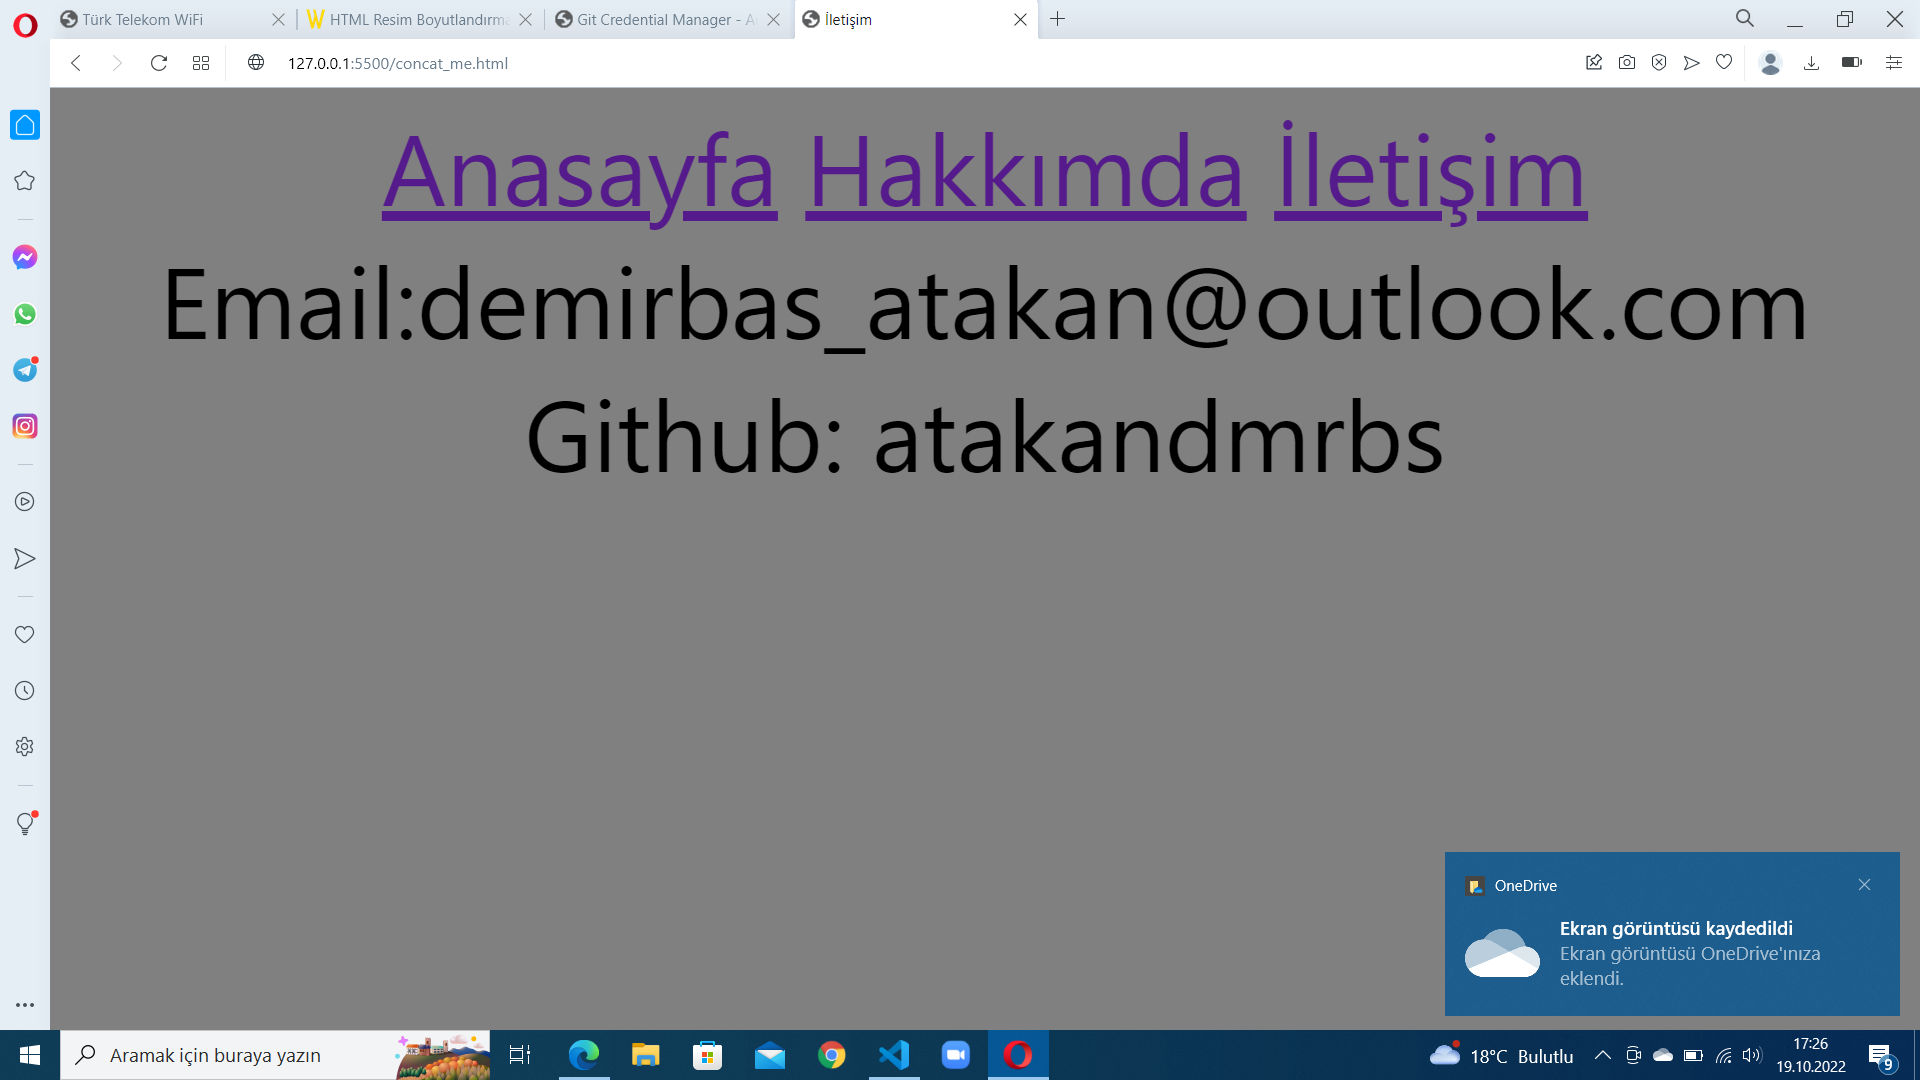 Türk Telekom WiFi
HTML Resim Boyutlandırma
Git Credential Manager - A
İletişim
127.0.0.1:5500/concat_me.html
Anasayfa Hakkımda İletişim
Email:demirbas_atakan@outlook.com
Github: atakandmrbs
OneDrive
Ekran görüntüsü kaydedildi
Ekran görüntüsü OneDrive'ınıza
eklendi.
Aramak için buraya yazın
18°C Bulutlu
17:26
19.10.2022
9